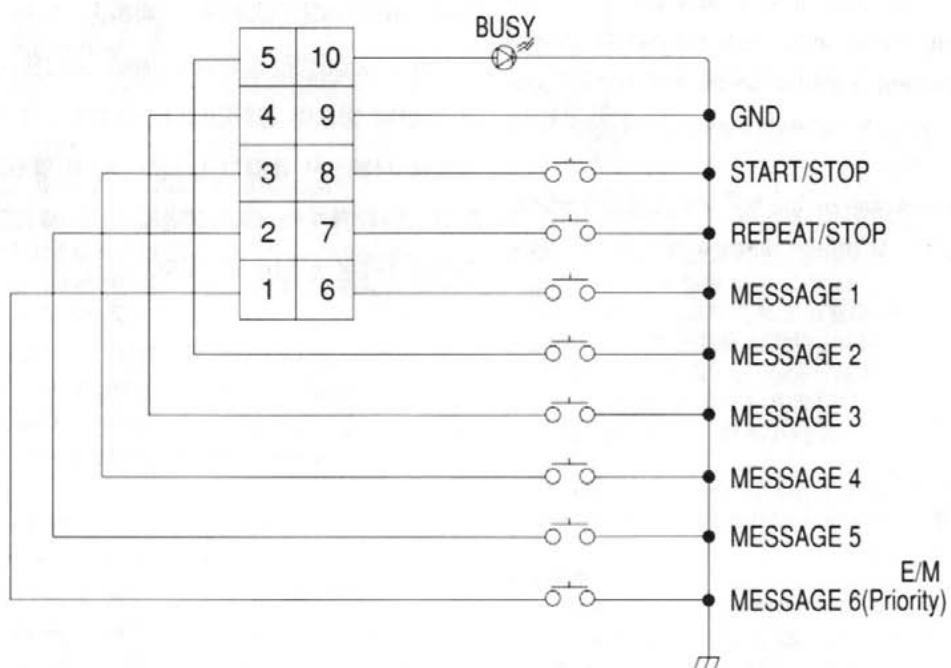 BUSY
5 10
4 9 GND
3 8 START/STOP
2 7 REPEAT/STOP
1 6 MESSAGE 1
MESSAGE 2
MESSAGE 3
MESSAGE 4
MESSAGE 5
E/M
MESSAGE 6(Priority)